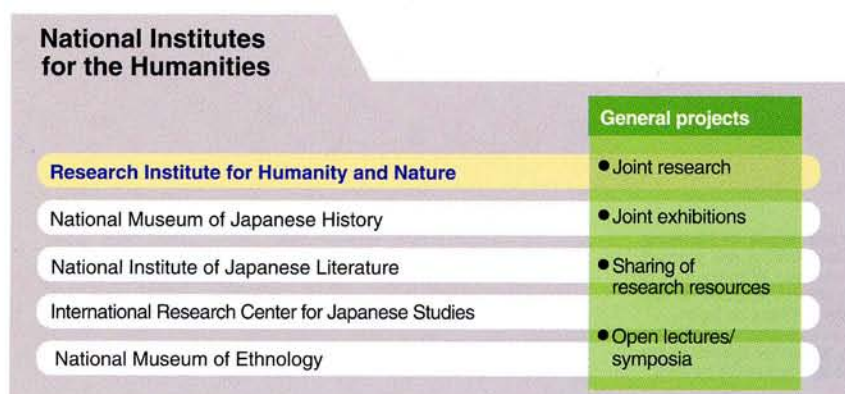 National Institutes
for the Humanities
General projects
Research Institute for Humanity and Nature
● Joint research
National Museum of Japanese History
● Joint exhibitions
National Institute of Japanese Literature
● Sharing of
research resources
International Research Center for Japanese Studies
● Open lectures/
symposia
National Museum of Ethnology